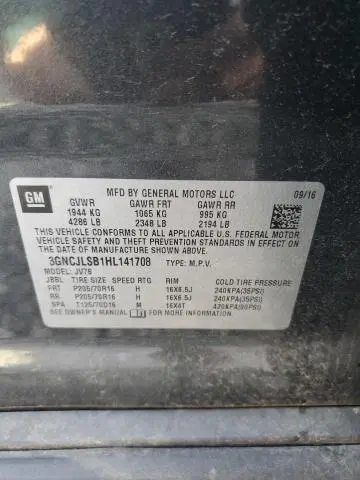 GM
MFD BY GENERAL MOTORS LLC 09/16
GVWR GAWR FRT GAWR RR
1944 KG 1065 KG 995 KG
4286 LB 2348 LB 2194 LB
THIS VEHICLE CONFORMS TO ALL APPLICABLE U.S. FEDERAL MOTOR
VEHICLE SAFETY, BUMPER, AND THEFT PREVENTION STANDARDS IN
EFFECT ON THE DATE OF MANUFACTURE SHOWN ABOVE.
3GNCJLSB1HL141708 TYPE: M.P.V.
MODEL: JV76
JBBL TIRE SIZE SPEED RTG RIM COLD TIRE PRESSURE
FRT P205/70R16 H 16X6.5J 240KPA(35PSI)
RR P205/70R16 H 16X6.5J 240KPA(35PSI)
SPA T125/70D16 M 16X4T 420KPA(60PSI)
SEE OWNER'S MANUAL FOR MORE INFORMATION.